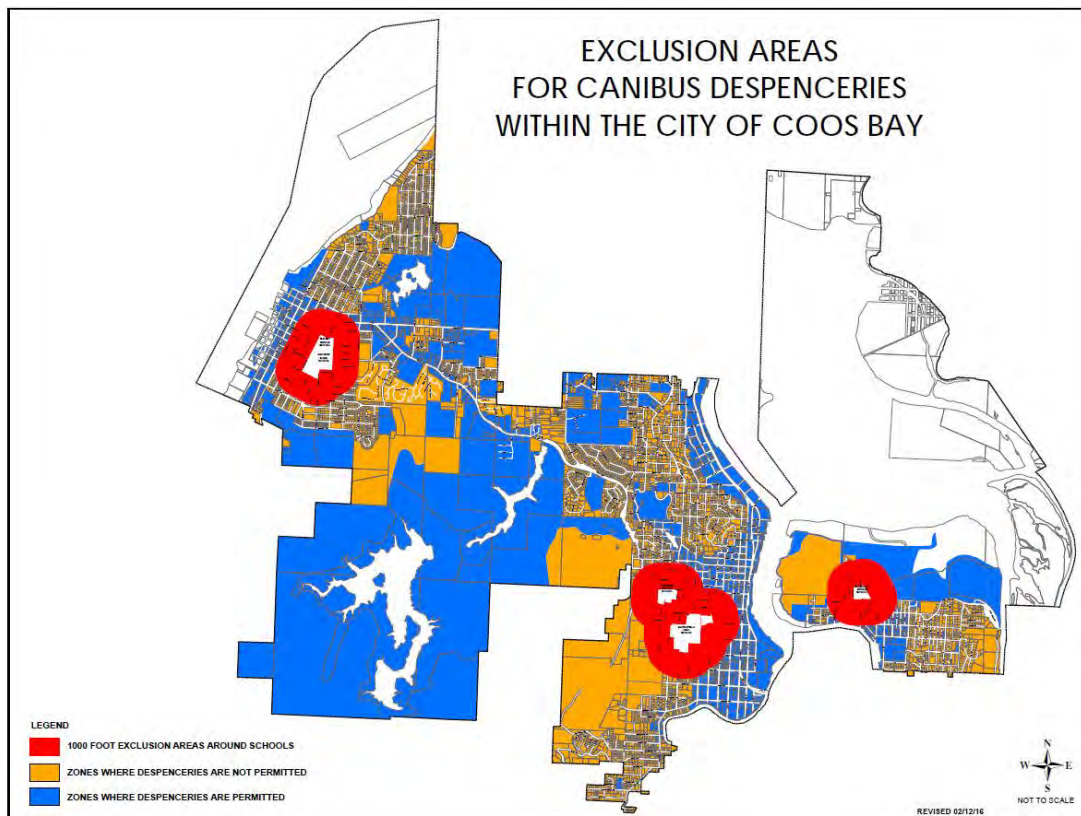 EXCLUSION AREAS
FOR CANIBUS DESPENCERIES
WITHIN THE CITY OF COOS BAY
LEGEND
1000 FOOT EXCLUSION AREAS AROUND SCHOOLS
ZONES WHERE DESPENCERIES ARE NOT PERMITTED
ZONES WHERE DESPENCERIES ARE PERMITTED
N
W E
S
NOT TO SCALE
REVISED 02/12/16